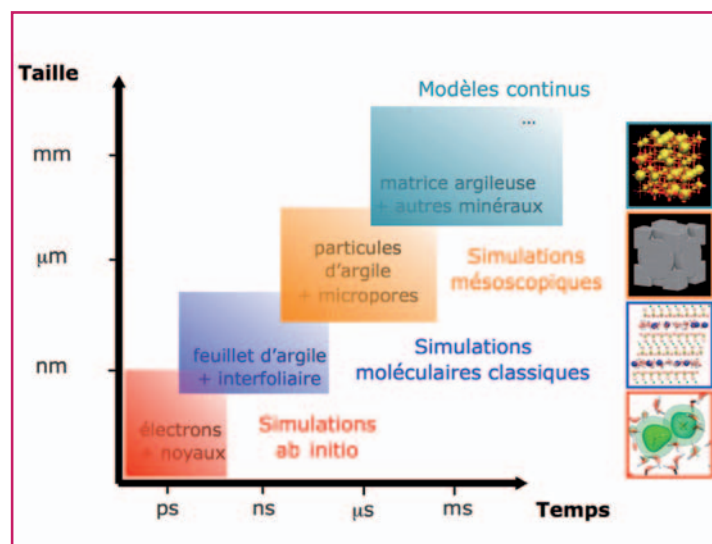 Taille
Modèles continus
...
mm
matrice argileuse
+ autres minéraux
μm
particules
d'argile
+ micropores
Simulations
mésoscopiques
nm
feuillet d'argile
+ interfoliaire
Simulations
moléculaires classiques
électrons
+ noyaux
Simulations
ab initio
ps
ns
μs
ms
Temps